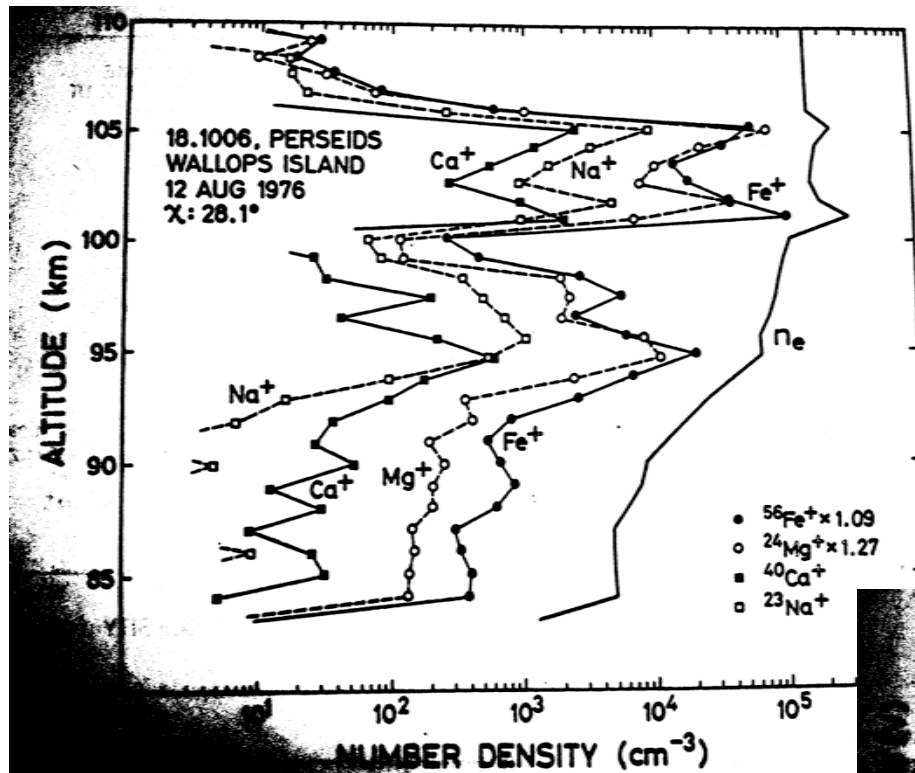 110
105
100
95
90
85
ALTITUDE (km)
18.1006, PERSEIDS
WALLOPS ISLAND
12 AUG 1976
χ: 28.1°
Ca⁺
Na⁺
Fe⁺
nₑ
Na⁺
Ca⁺
Mg⁺
Fe⁺
⁵⁶Fe⁺ × 1.09
²⁴Mg⁺ × 1.27
⁴⁰Ca⁺
²³Na⁺
10¹ 10² 10³ 10⁴ 10⁵
NUMBER DENSITY (cm⁻³)